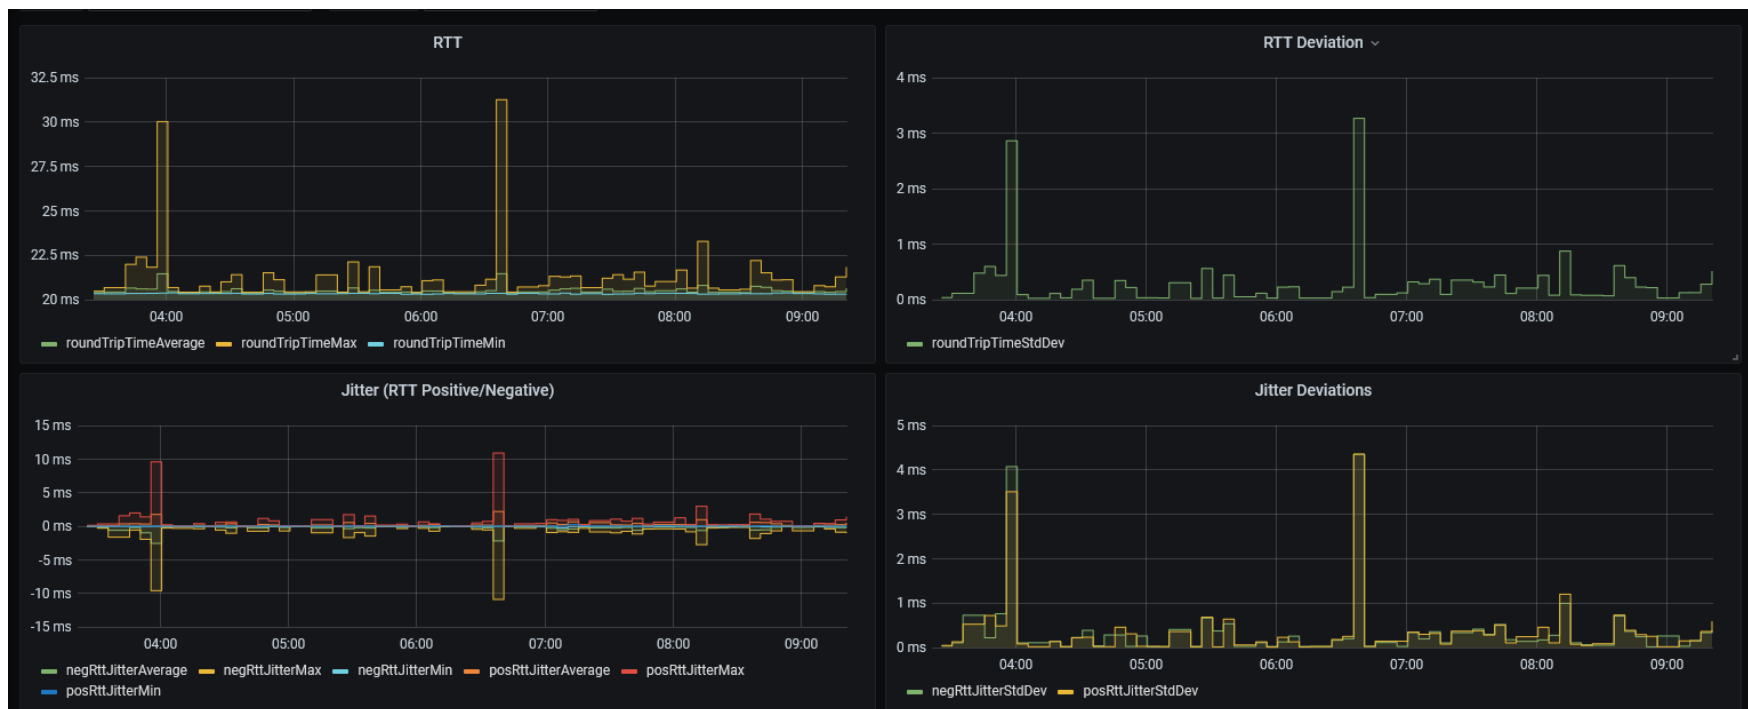 RTT
32.5 ms
30 ms
27.5 ms
25 ms
22.5 ms
20 ms
04:00 05:00 06:00 07:00 08:00 09:00
roundTripTimeAverage roundTripTimeMax roundTripTimeMin
RTT Deviation
4 ms
3 ms
2 ms
1 ms
0 ms
04:00 05:00 06:00 07:00 08:00 09:00
roundTripTimeStdDev
Jitter (RTT Positive/Negative)
15 ms
10 ms
5 ms
0 ms
-5 ms
-10 ms
-15 ms
04:00 05:00 06:00 07:00 08:00 09:00
negRttJitterAverage negRttJitterMax negRttJitterMin posRttJitterAverage posRttJitterMax
posRttJitterMin
Jitter Deviations
5 ms
4 ms
3 ms
2 ms
1 ms
0 ms
04:00 05:00 06:00 07:00 08:00 09:00
negRttJitterStdDev posRttJitterStdDev